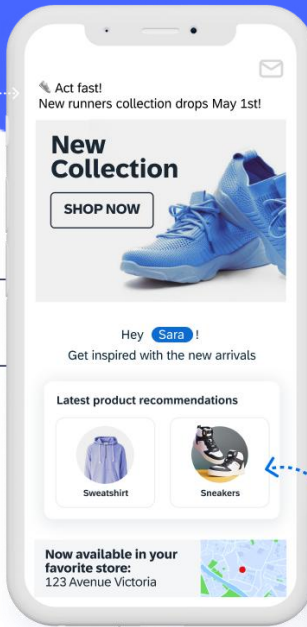 Act fast!
New runners collection drops May 1st!
New
Collection
SHOP NOW
Hey Sara !
Get inspired with the new arrivals
Latest product recommendations
Sweatshirt
Sneakers
Now available in your
favorite store:
123 Avenue Victoria